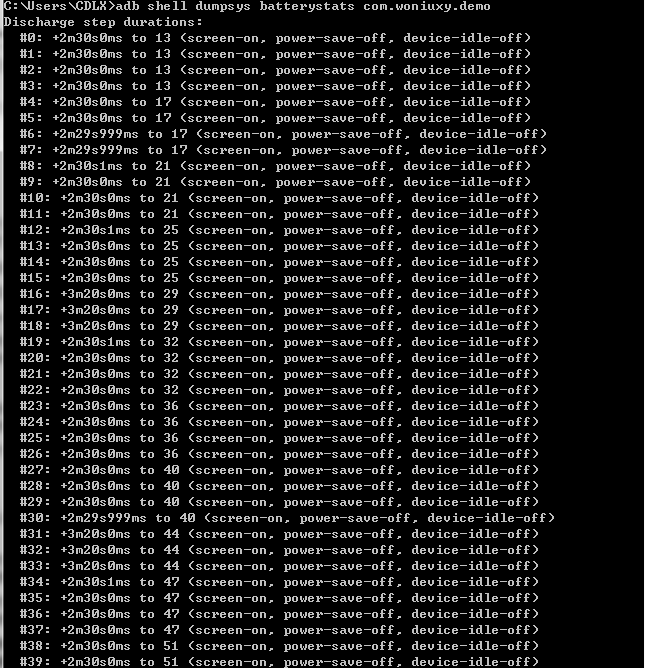 C:\Users\CDLX>adb shell dumpsys batterystats com.woniuxy.demo
Discharge step durations:
#0: +2m30s0ms to 13 (screen-on, power-save-off, device-idle-off)
#1: +2m30s0ms to 13 (screen-on, power-save-off, device-idle-off)
#2: +2m30s0ms to 13 (screen-on, power-save-off, device-idle-off)
#3: +2m30s0ms to 13 (screen-on, power-save-off, device-idle-off)
#4: +2m30s0ms to 17 (screen-on, power-save-off, device-idle-off)
#5: +2m30s0ms to 17 (screen-on, power-save-off, device-idle-off)
#6: +2m29s999ms to 17 (screen-on, power-save-off, device-idle-off)
#7: +2m29s999ms to 17 (screen-on, power-save-off, device-idle-off)
#8: +2m30s1ms to 21 (screen-on, power-save-off, device-idle-off)
#9: +2m30s0ms to 21 (screen-on, power-save-off, device-idle-off)
#10: +2m30s0ms to 21 (screen-on, power-save-off, device-idle-off)
#11: +2m30s0ms to 21 (screen-on, power-save-off, device-idle-off)
#12: +2m30s1ms to 25 (screen-on, power-save-off, device-idle-off)
#13: +2m30s0ms to 25 (screen-on, power-save-off, device-idle-off)
#14: +2m30s0ms to 25 (screen-on, power-save-off, device-idle-off)
#15: +2m30s0ms to 25 (screen-on, power-save-off, device-idle-off)
#16: +3m20s0ms to 29 (screen-on, power-save-off, device-idle-off)
#17: +3m20s0ms to 29 (screen-on, power-save-off, device-idle-off)
#18: +3m20s0ms to 29 (screen-on, power-save-off, device-idle-off)
#19: +2m30s1ms to 32 (screen-on, power-save-off, device-idle-off)
#20: +2m30s0ms to 32 (screen-on, power-save-off, device-idle-off)
#21: +2m30s0ms to 32 (screen-on, power-save-off, device-idle-off)
#22: +2m30s0ms to 32 (screen-on, power-save-off, device-idle-off)
#23: +2m30s0ms to 36 (screen-on, power-save-off, device-idle-off)
#24: +2m30s0ms to 36 (screen-on, power-save-off, device-idle-off)
#25: +2m30s0ms to 36 (screen-on, power-save-off, device-idle-off)
#26: +2m30s0ms to 36 (screen-on, power-save-off, device-idle-off)
#27: +2m30s0ms to 40 (screen-on, power-save-off, device-idle-off)
#28: +2m30s0ms to 40 (screen-on, power-save-off, device-idle-off)
#29: +2m30s0ms to 40 (screen-on, power-save-off, device-idle-off)
#30: +2m29s999ms to 40 (screen-on, power-save-off, device-idle-off)
#31: +3m20s0ms to 44 (screen-on, power-save-off, device-idle-off)
#32: +3m20s0ms to 44 (screen-on, power-save-off, device-idle-off)
#33: +3m20s0ms to 44 (screen-on, power-save-off, device-idle-off)
#34: +2m30s1ms to 47 (screen-on, power-save-off, device-idle-off)
#35: +2m30s0ms to 47 (screen-on, power-save-off, device-idle-off)
#36: +2m30s0ms to 47 (screen-on, power-save-off, device-idle-off)
#37: +2m30s0ms to 47 (screen-on, power-save-off, device-idle-off)
#38: +2m30s0ms to 51 (screen-on, power-save-off, device-idle-off)
#39: +2m30s0ms to 51 (screen-on, power-save-off, device-idle-off)